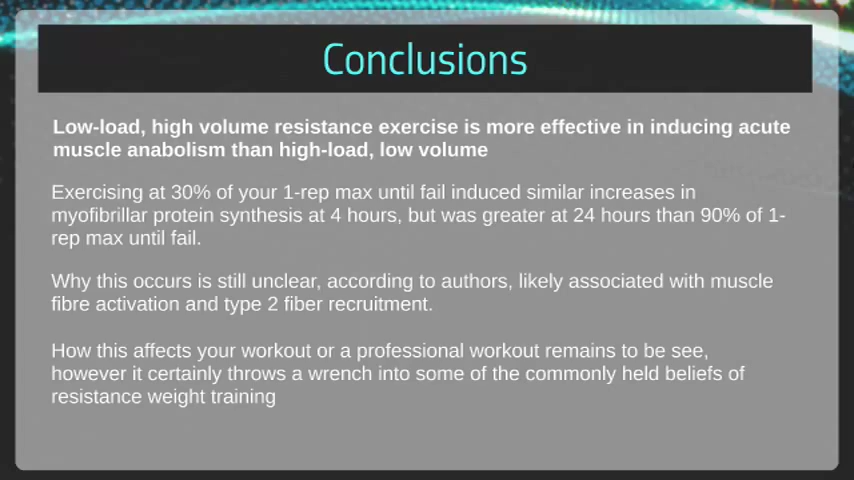 Conclusions
Low-load, high volume resistance exercise is more effective in inducing acute
muscle anabolism than high-load, low volume
Exercising at 30% of your 1-rep max until fail induced similar increases in
myofibrillar protein synthesis at 4 hours, but was greater at 24 hours than 90% of 1-
rep max until fail.
Why this occurs is still unclear, according to authors, likely associated with muscle
fibre activation and type 2 fiber recruitment.
How this affects your workout or a professional workout remains to be see,
however it certainly throws a wrench into some of the commonly held beliefs of
resistance weight training